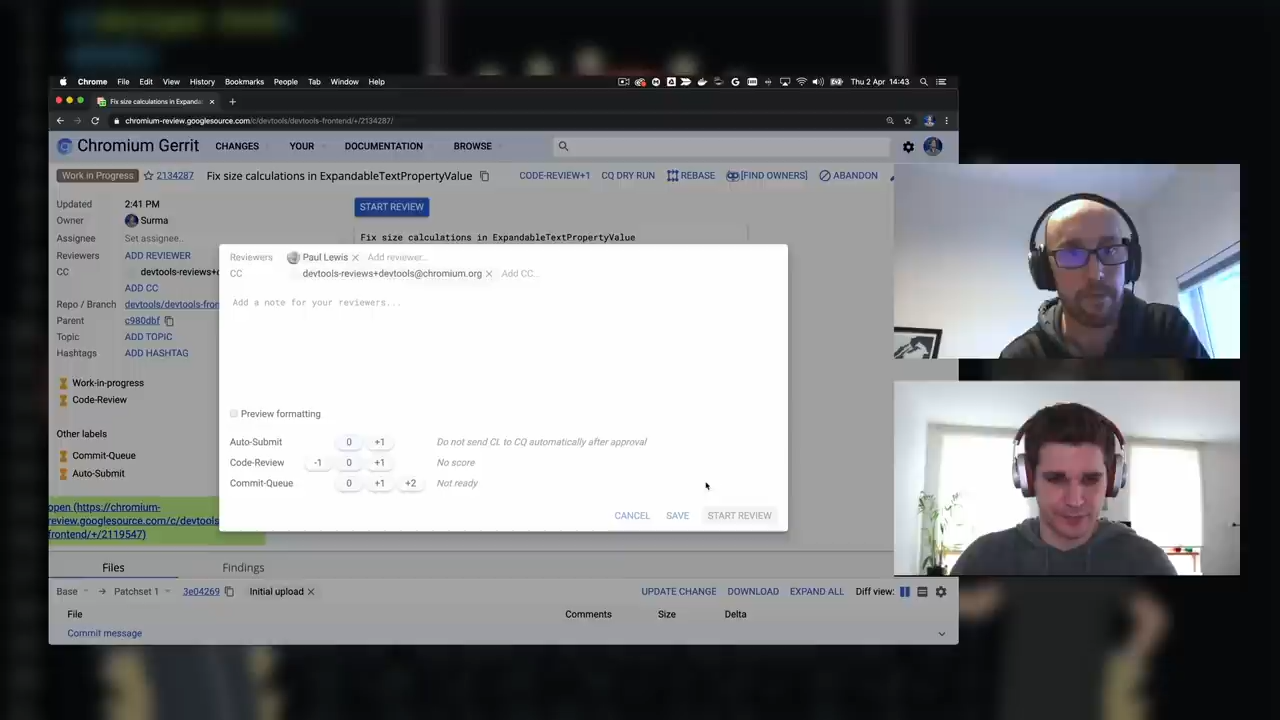 Chrome File Edit View History Bookmarks People Tab Window Help Thu 2 Apr 14:43
Fix size calculations in Expanda
chromium-review.googlesource.com/c/devtools/devtools-frontend/+/2134287/
Chromium Gerrit CHANGES YOUR DOCUMENTATION BROWSE
Work in Progress 2134287 Fix size calculations in ExpandableTextPropertyValue CODE-REVIEW+1 CQ DRY RUN REBASE [FIND OWNERS] ABANDON
Updated 2:41 PM
Owner Surma
START REVIEW
Assignee Set assignee..
Fix size calculations in ExpandableTextPropertyValue
Reviewers ADD REVIEWER
CC devtools-reviews+
ADD CC
Repo / Branch devtools/devtools-fron
Parent c980dbf
Topic ADD TOPIC
Hashtags ADD HASHTAG
Work-in-progress
Code-Review
Other labels
Commit-Queue
Auto-Submit
open (https://chromium-
review.googlesource.com/c/devtools
frontend/+/2119547)
Reviewers Paul Lewis Add reviewer...
CC devtools-reviews+devtools@chromium.org Add CC...
Add a note for your reviewers...
Preview formatting
Auto-Submit 0 +1 Do not send CL to CQ automatically after approval
Code-Review -1 0 +1 No score
Commit-Queue 0 +1 +2 Not ready
CANCEL SAVE START REVIEW
Files Findings
Base → Patchset 1 3e04269 Initial upload UPDATE CHANGE DOWNLOAD EXPAND ALL Diff view:
File Comments Size Delta
Commit message